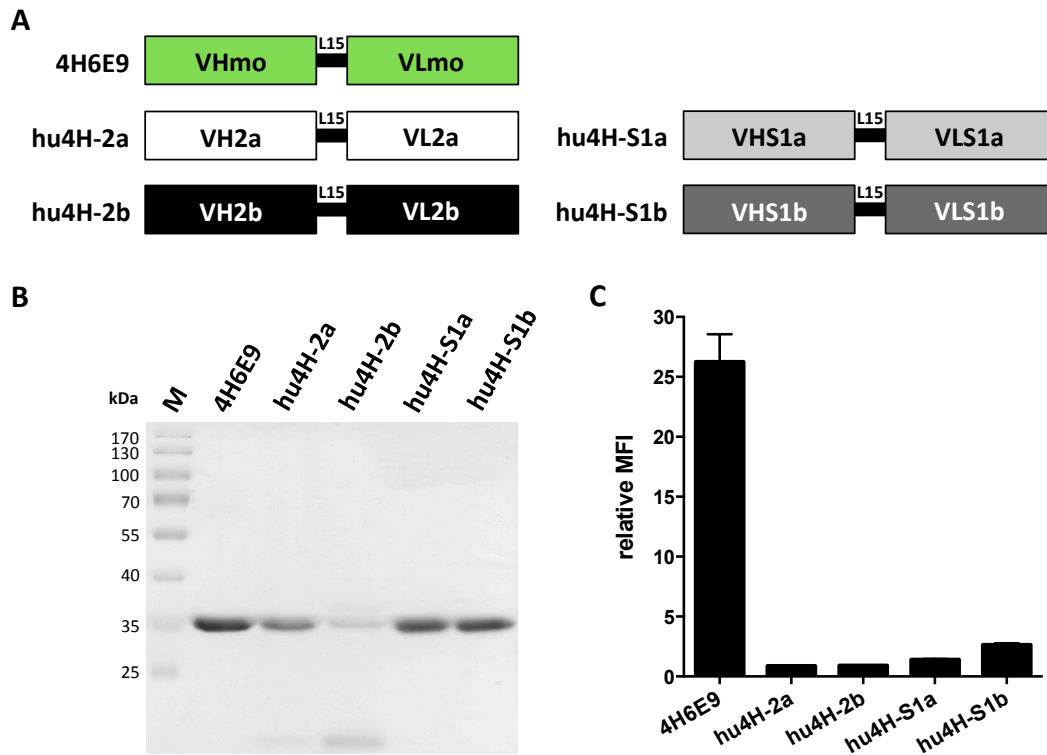 A
4H6E9 VHmo L15 VLmo
hu4H-2a VH2a L15 VL2a
hu4H-S1a VHS1a L15 VLS1a
hu4H-2b VH2b L15 VL2b
hu4H-S1b VHS1b L15 VLS1b
B
kDa
M
4H6E9
hu4H-2a
hu4H-2b
hu4H-S1a
hu4H-S1b
170
130
100
70
55
40
35
25
C
relative MFI
30
25
20
15
10
5
0
4H6E9
hu4H-2a
hu4H-2b
hu4H-S1a
hu4H-S1b